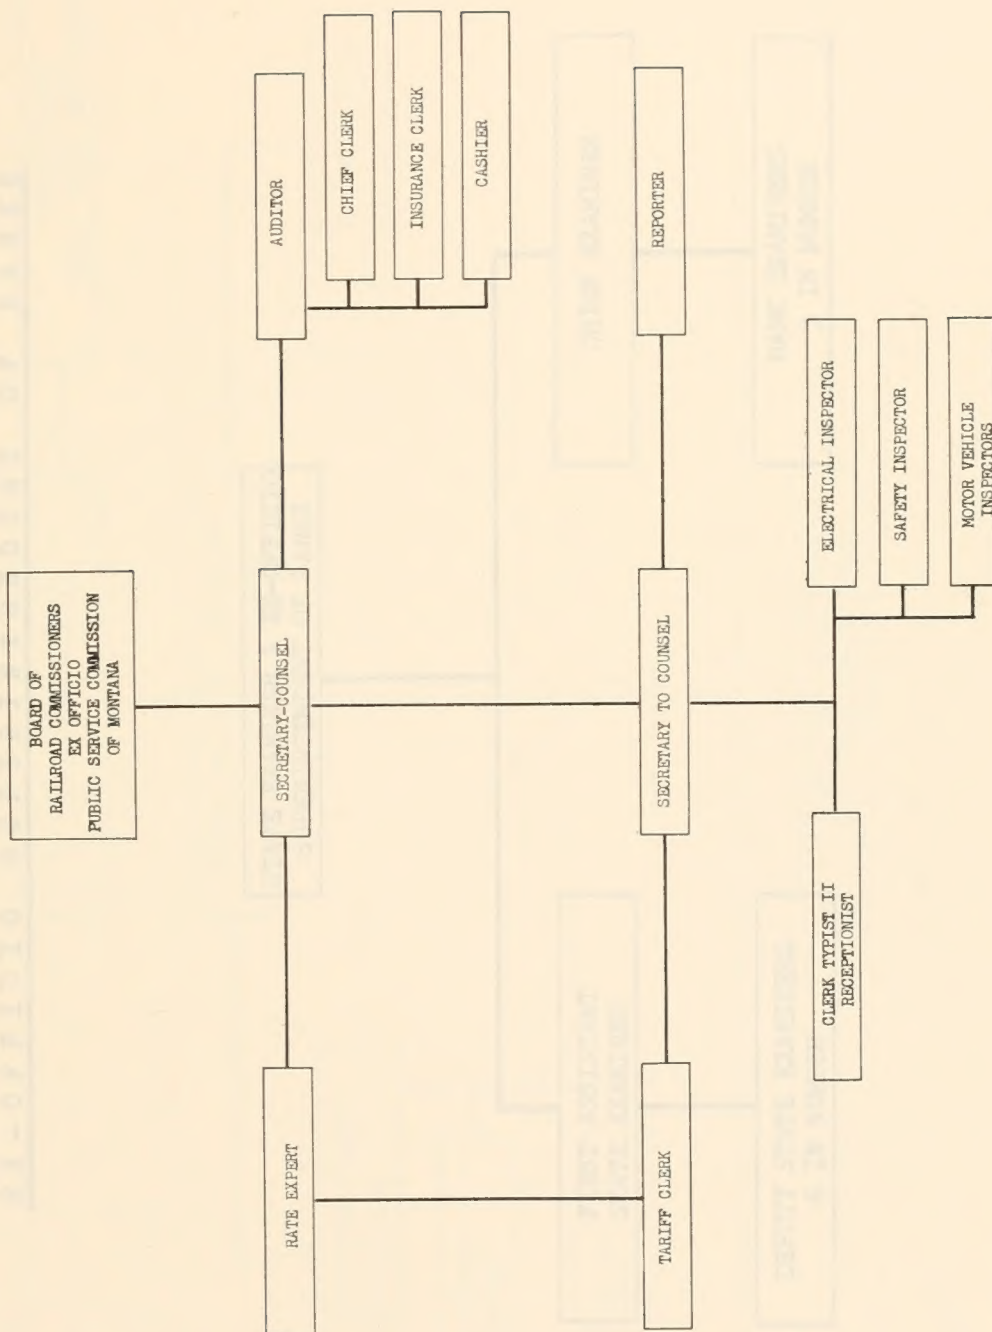 BOARD OF
RAILROAD COMMISSIONERS
EX OFFICIO
PUBLIC SERVICE COMMISSION
OF MONTANA
RATE EXPERT
SECRETARY-COUNSEL
AUDITOR
CHIEF CLERK
INSURANCE CLERK
CASHIER
TARIFF CLERK
SECRETARY TO COUNSEL
REPORTER
CLERK TYPIST II
RECEPTIONIST
ELECTRICAL INSPECTOR
SAFETY INSPECTOR
MOTOR VEHICLE
INSPECTORS